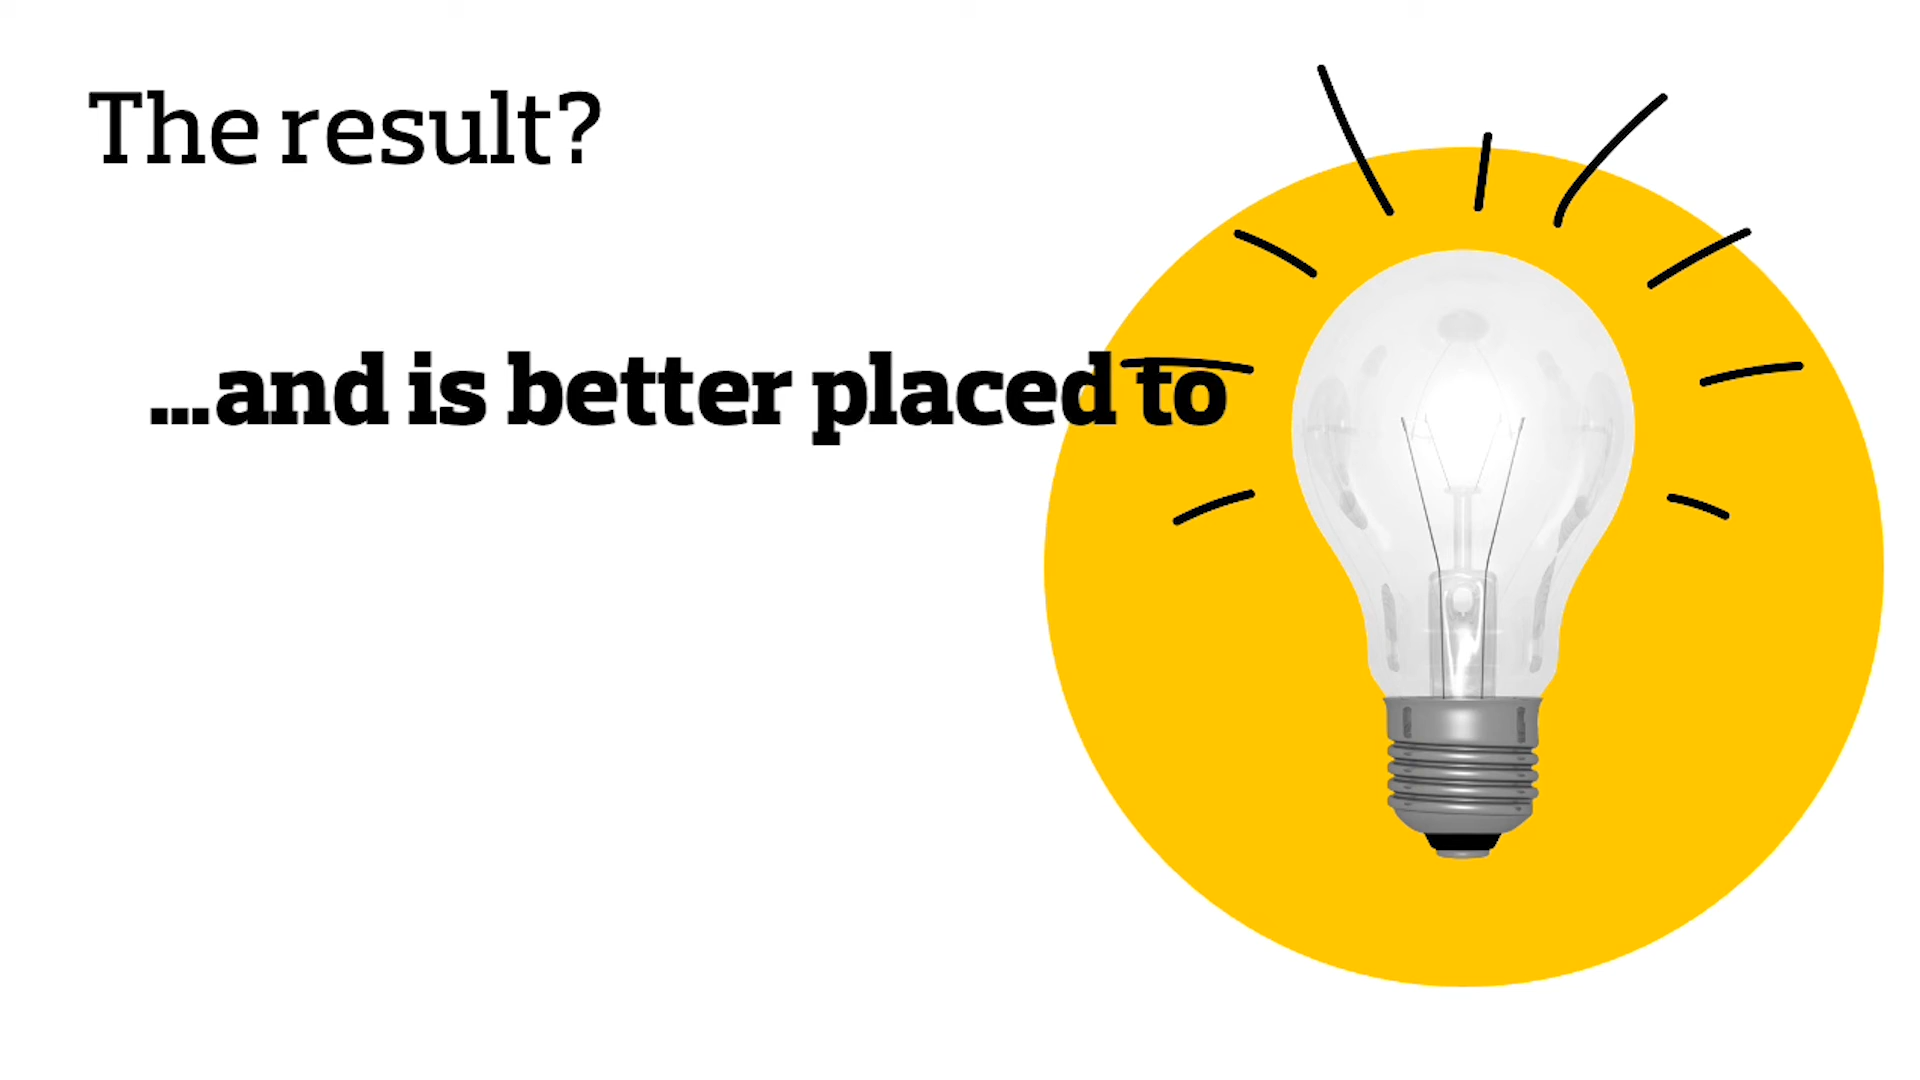 The result?
...and is better placed to